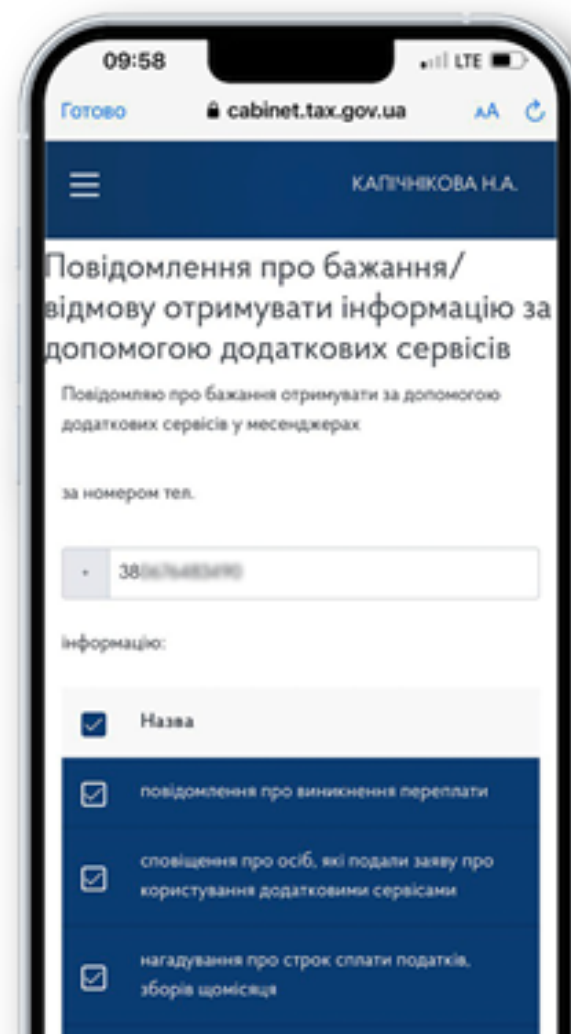 09:58
LTE
Готово
cabinet.tax.gov.ua
AA
КАПІЧНІКОВА Н.А.
Повідомлення про бажання/
відмову отримувати інформацію за
допомогою додаткових сервісів
Повідомляю про бажання отримувати за допомогою
додаткових сервісів у месенджерах
за номером тел.
+ 38
інформацію:
Назва
повідомлення про виникнення переплати
сповіщення про осіб, які подали заяву про
користування додатковими сервісами
нагадування про строк сплати податків,
зборів щомісяця